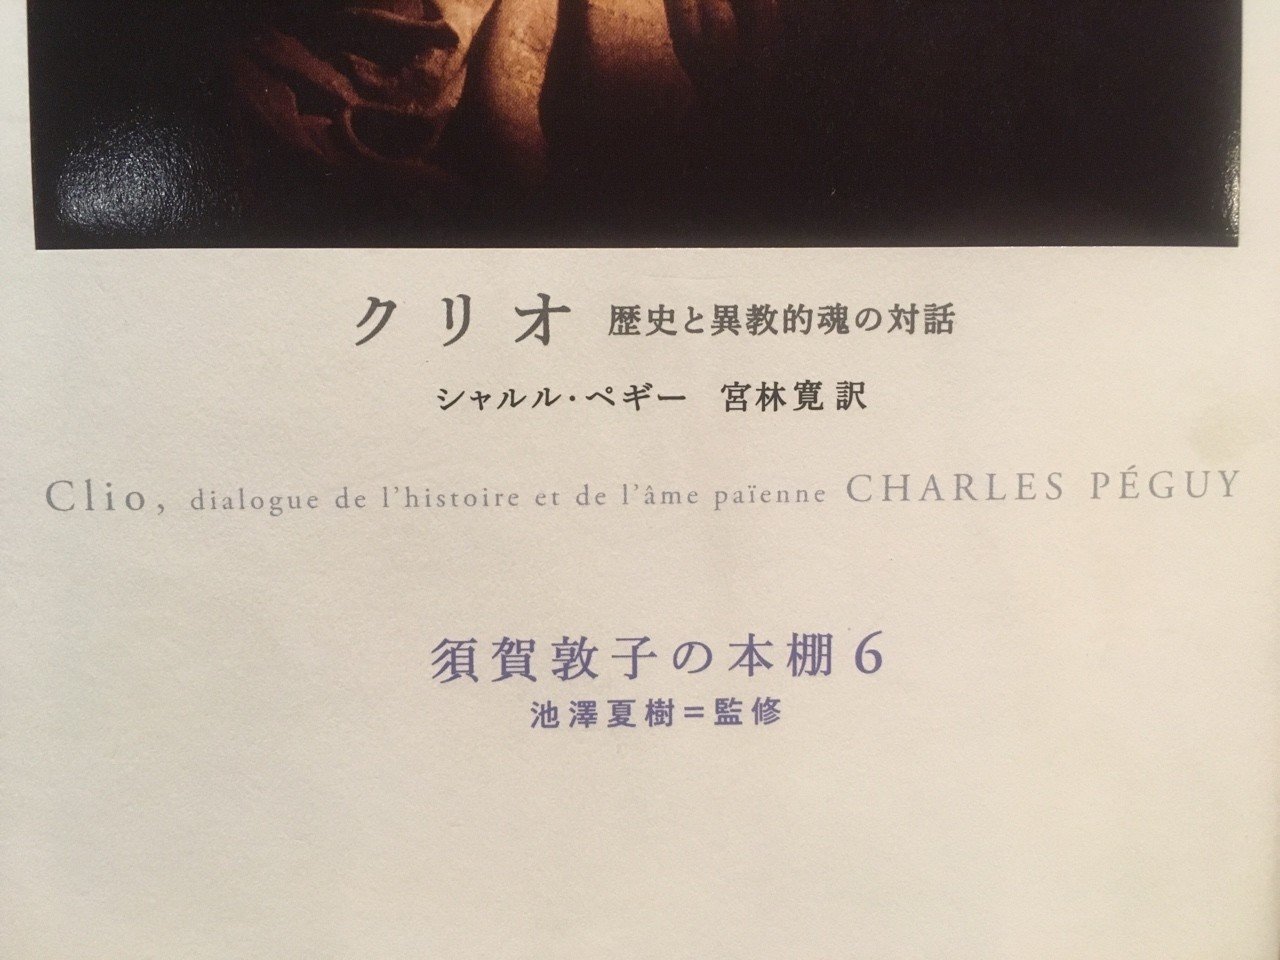 クリオ 歴史と異教的魂の対話
シャルル・ペギー 宮林寛 訳
Clio, dialogue de l'histoire et de l'âme païenne CHARLES PÉGUY
須賀敦子の本棚 6
池澤夏樹=監修